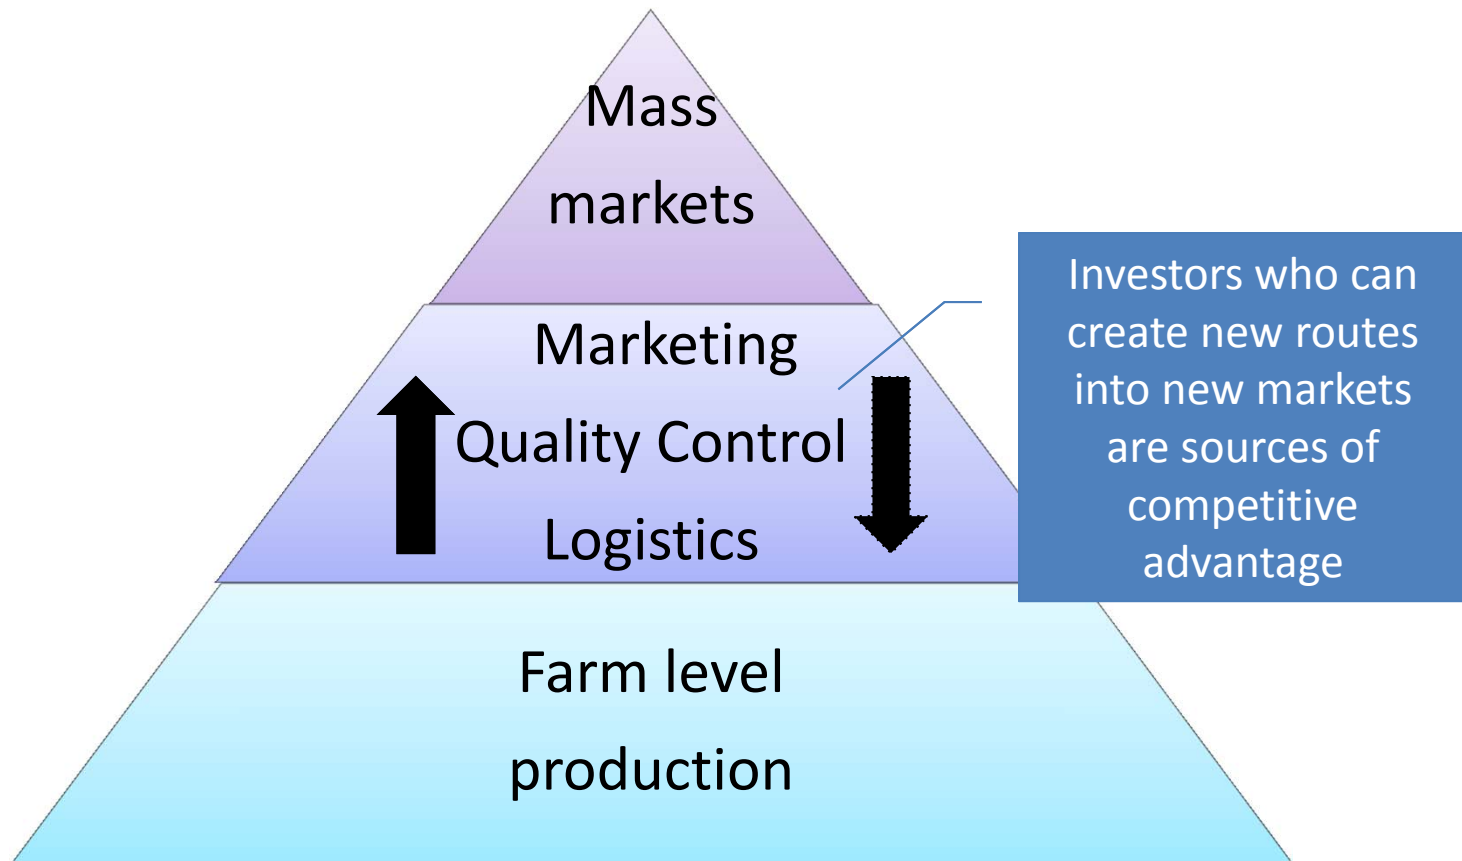 Mass
markets
Marketing
Quality Control
Logistics
Farm level
production
Investors who can
create new routes
into new markets
are sources of
competitive
advantage